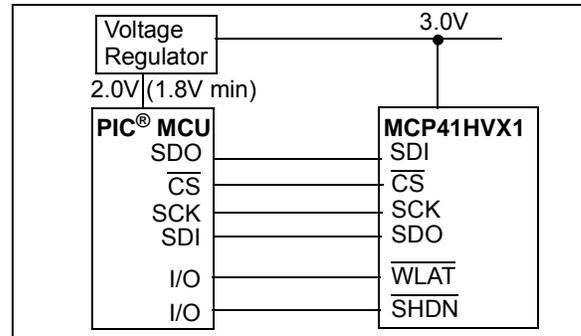 Voltage
Regulator
3.0V
2.0V (1.8V min)
PIC® MCU
SDO
CS
SCK
SDI
I/O
I/O
MCP41HVX1
SDI
CS
SCK
SDO
WLAT
SHDN